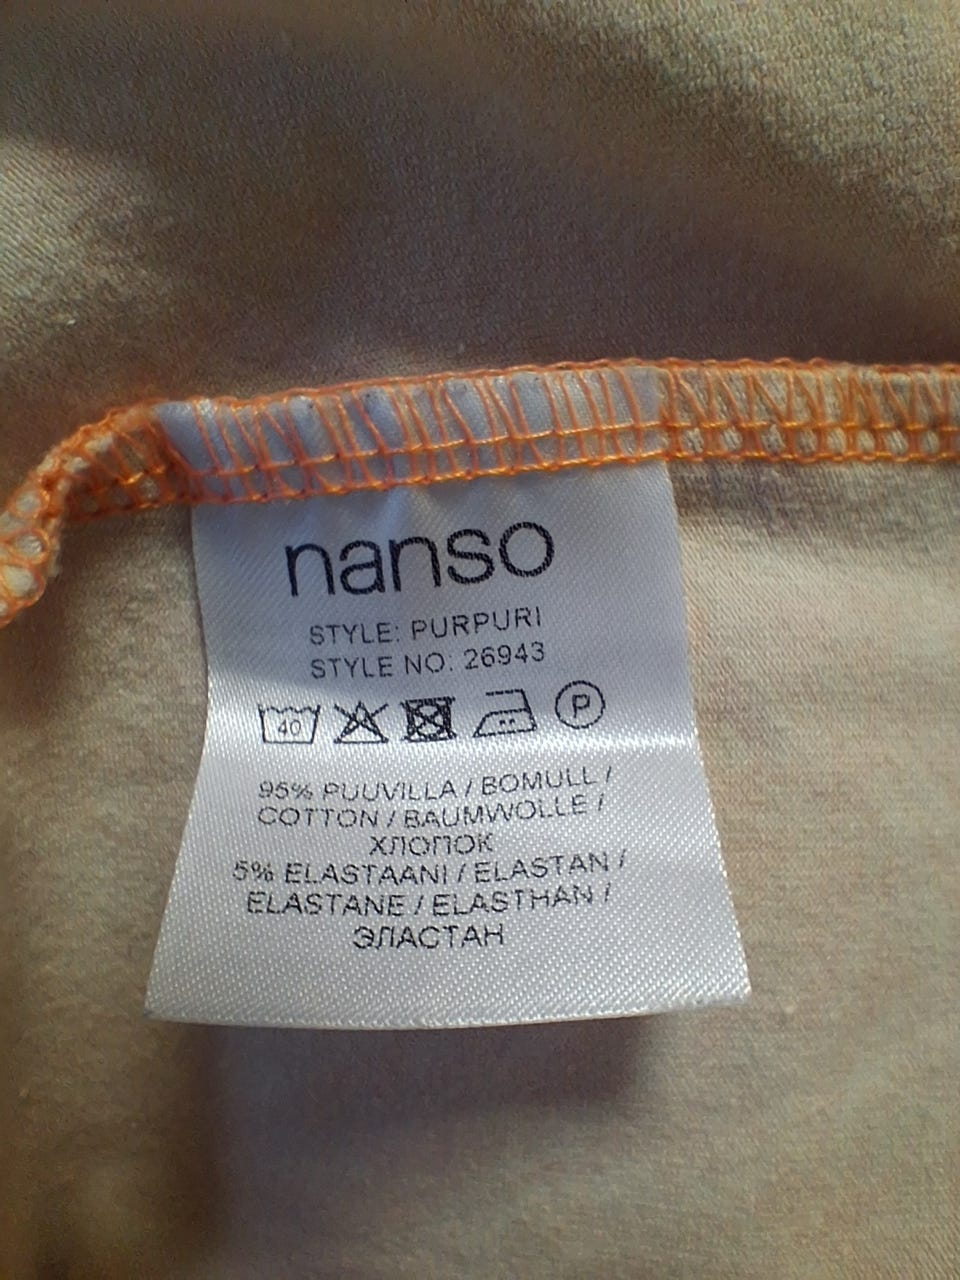 nanso
STYLE: PURPURI
STYLE NO: 26943
40 P
95% PUUVILLA / BOMULL /
COTTON / BAUMWOLLE /
ХЛОПОК
5% ELASTAANI / ELASTAN /
ELASTANE / ELASTHAN /
ЭЛАСТАН